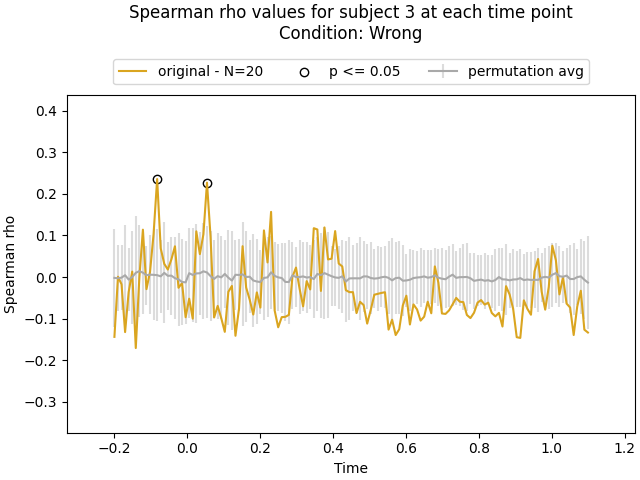 Spearman rho values for subject 3 at each time point
Condition: Wrong
original - N=20 p <= 0.05 permutation avg
Spearman rho
0.4
0.3
0.2
0.1
0.0
−0.1
−0.2
−0.3
−0.2 0.0 0.2 0.4 0.6 0.8 1.0 1.2
Time